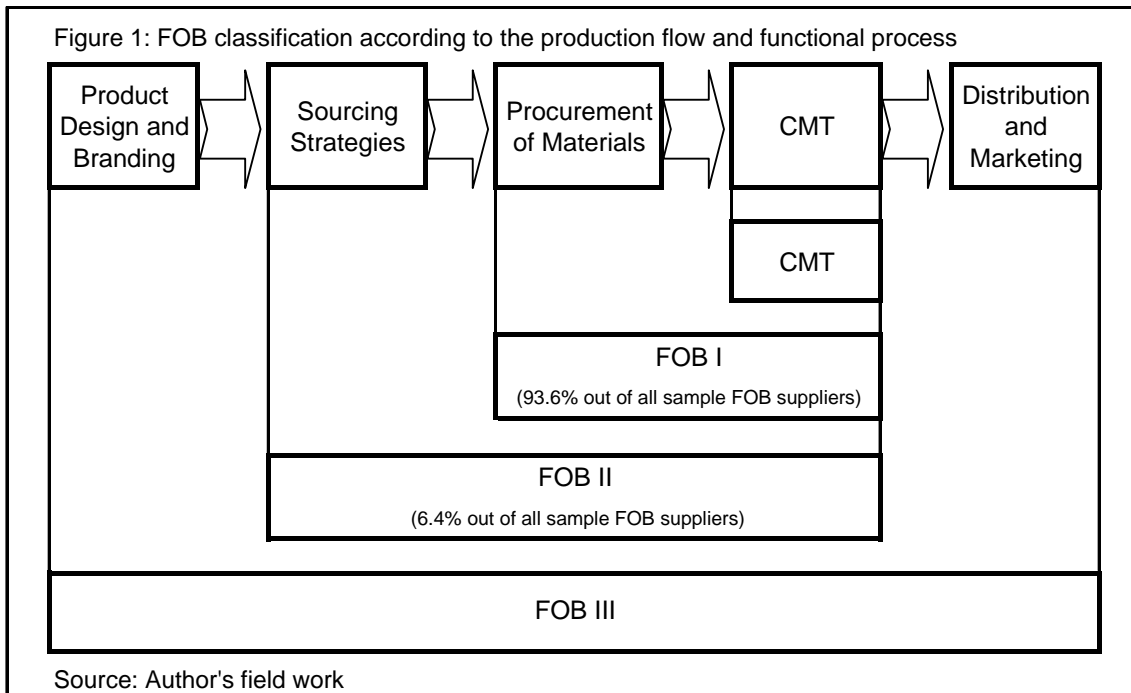 Figure 1: FOB classification according to the production flow and functional process
Product
Design and
Branding
Sourcing
Strategies
Procurement
of Materials
CMT
Distribution
and
Marketing
CMT
FOB I
(93.6% out of all sample FOB suppliers)
FOB II
(6.4% out of all sample FOB suppliers)
FOB III
Source: Author's field work